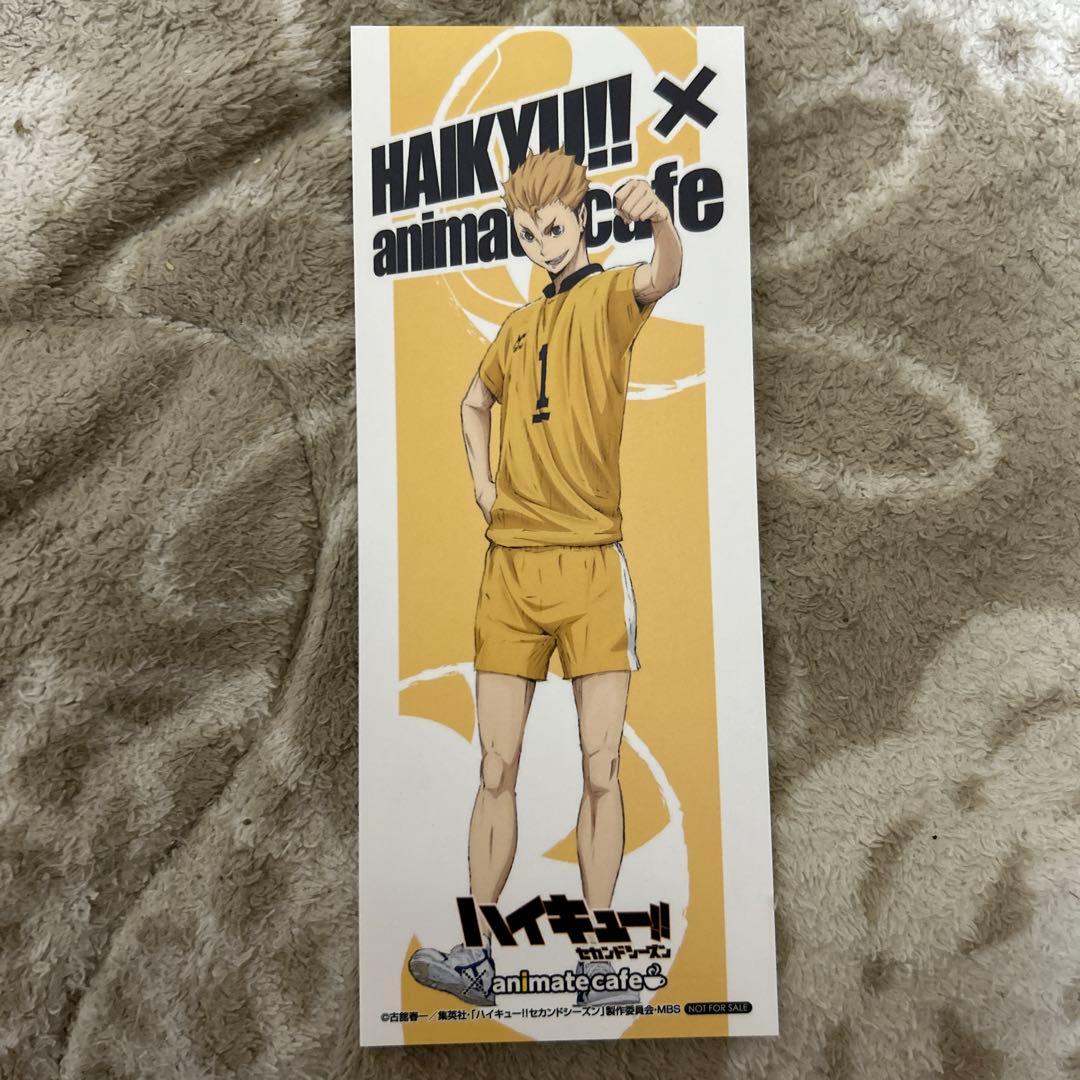 HAIKYU!! ×
animate cafe
1
ハイキュー!!
セカンドシーズン
× animatecafe
©古舘春一/集英社・「ハイキュー!!セカンドシーズン」製作委員会・MBS NOT FOR SALE